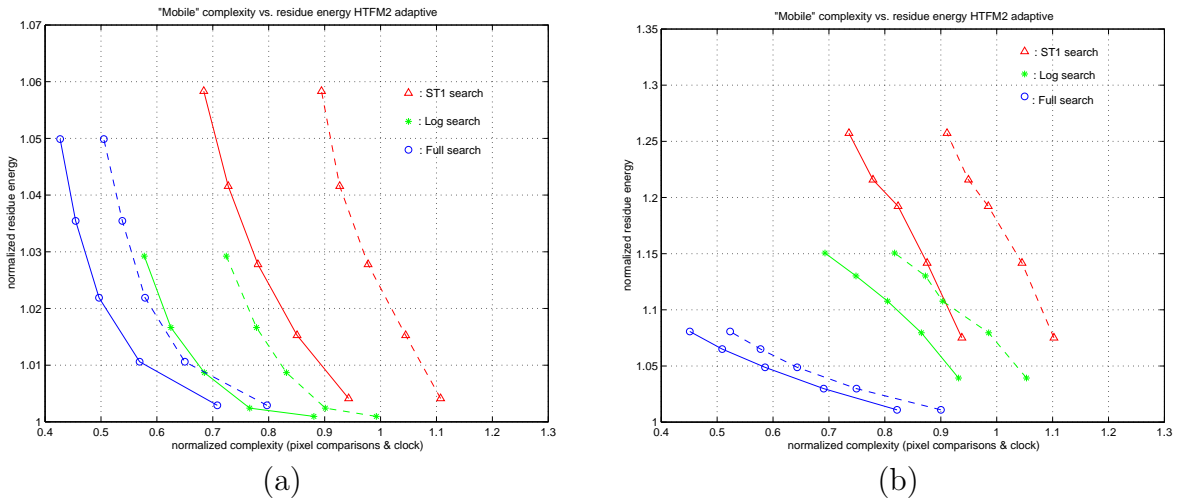 "Mobile" complexity vs. residue energy HTFM2 adaptive
1.07
1.06
1.05
1.04
1.03
1.02
1.01
1
normalized residue energy
: ST1 search
: Log search
: Full search
0.4 0.5 0.6 0.7 0.8 0.9 1 1.1 1.2 1.3
normalized complexity (pixel comparisons & clock)
(a)
"Mobile" complexity vs. residue energy HTFM2 adaptive
1.35
1.3
1.25
1.2
1.15
1.1
1.05
1
normalized residue energy
: ST1 search
: Log search
: Full search
0.4 0.5 0.6 0.7 0.8 0.9 1 1.1 1.2 1.3
normalized complexity (pixel comparisons & clock)
(b)